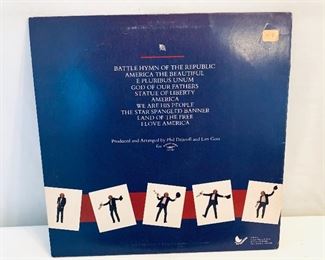 BATTLE HYMN OF THE REPUBLIC
AMERICA THE BEAUTIFUL
E PLURIBUS UNUM
GOD OF OUR FATHERS
STATUE OF LIBERTY
AMERICA
WE ARE HIS PEOPLE
THE STAR SPANGLED BANNER
LAND OF THE FREE
I LOVE AMERICA
Produced and Arranged by Phil Driscoll and Lari Goss
for